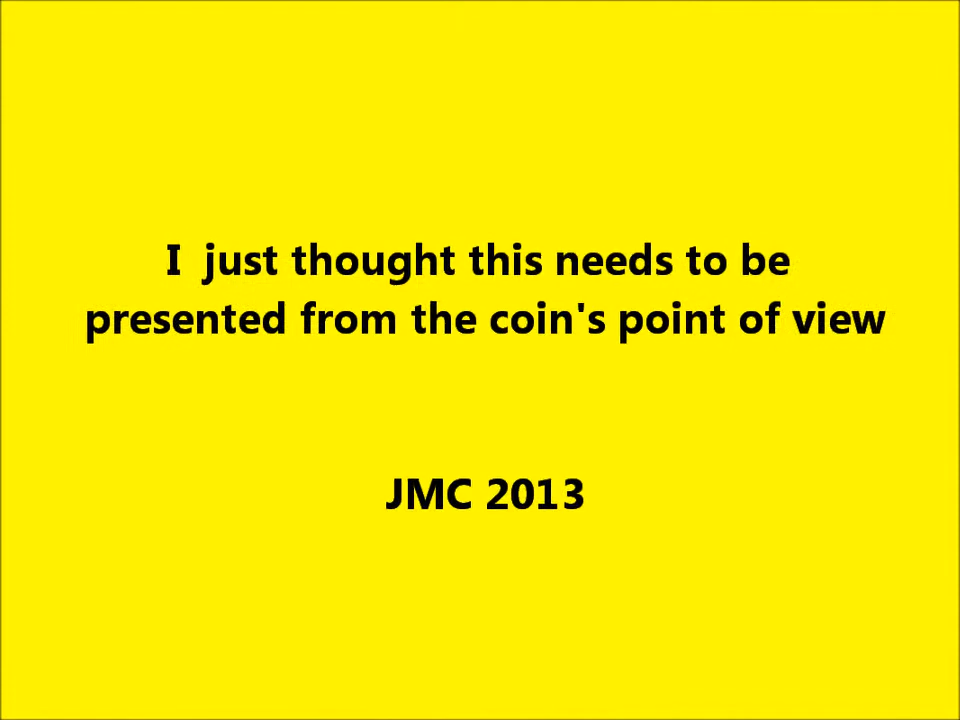 I  just thought this needs to be
presented from the coin's point of view
JMC 2013